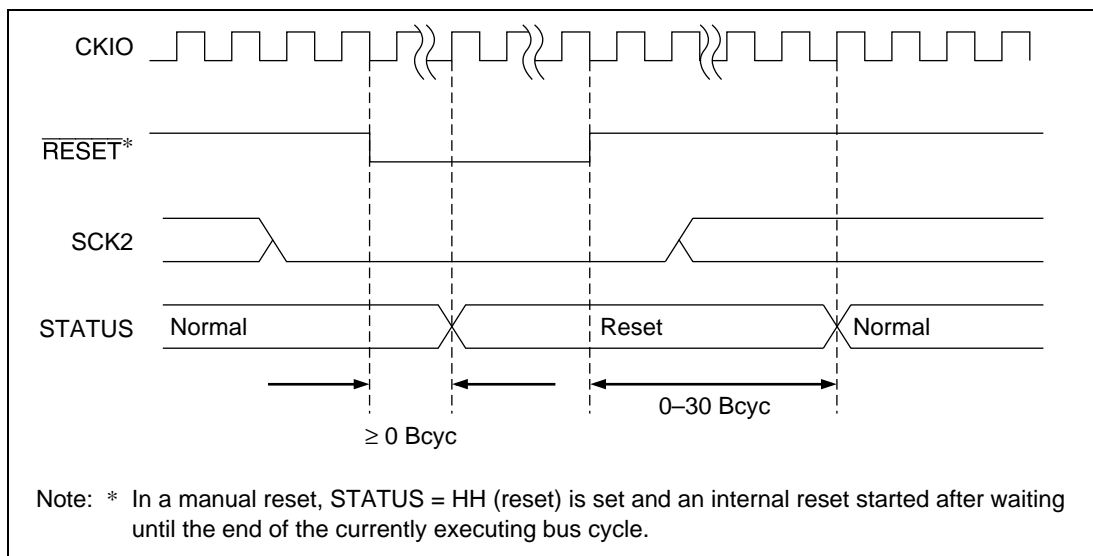 CKIO
RESET*
SCK2
STATUS Normal Reset Normal
0–30 Bcyc
≥ 0 Bcyc
Note: * In a manual reset, STATUS = HH (reset) is set and an internal reset started after waiting
until the end of the currently executing bus cycle.